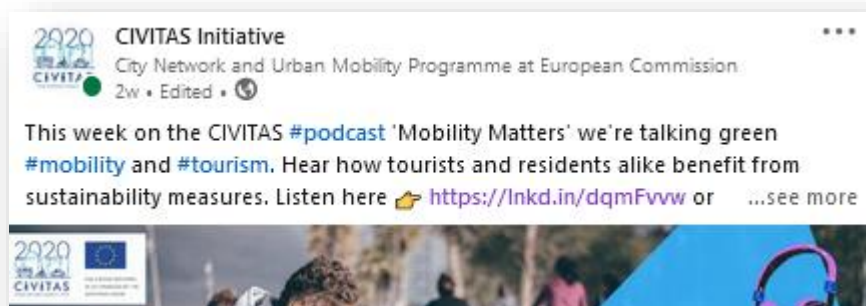 2020
CIVITAS
CIVITAS Initiative
City Network and Urban Mobility Programme at European Commission
2w • Edited •
This week on the CIVITAS #podcast 'Mobility Matters' we're talking green
#mobility and #tourism. Hear how tourists and residents alike benefit from
sustainability measures. Listen here 👉 https://lnkd.in/dqmFvvw or ...see more
2020
CIVITAS